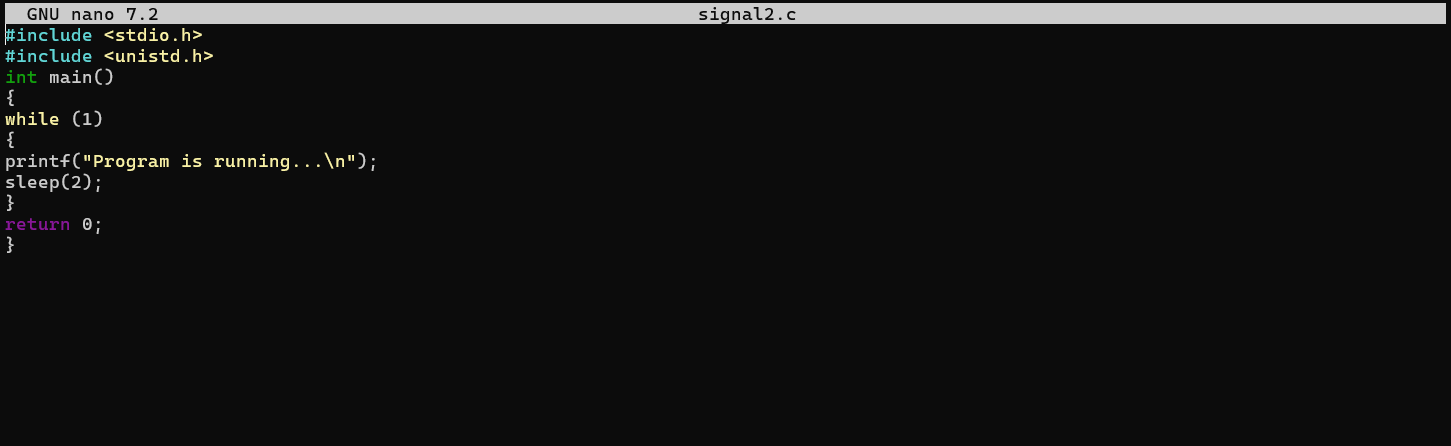 GNU nano 7.2 signal2.c
#include <stdio.h>
#include <unistd.h>
int main()
{
while (1)
{
printf("Program is running...\n");
sleep(2);
}
return 0;
}